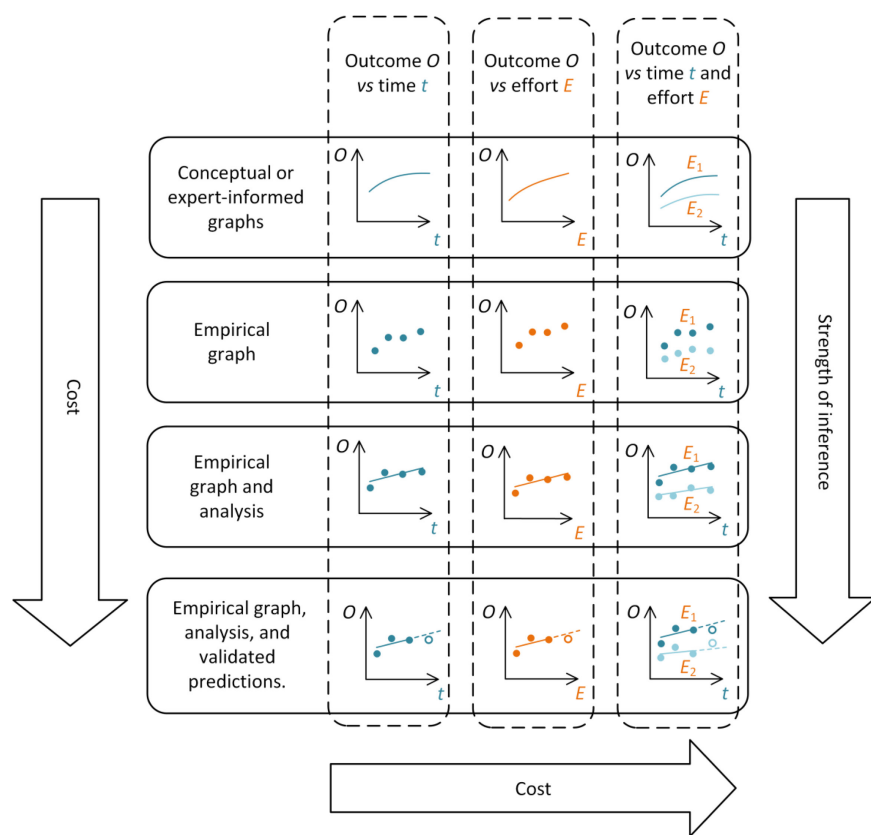 Outcome O
vs time t
Outcome O
vs effort E
Outcome O
vs time t and
effort E
Conceptual or
expert-informed
graphs
O
t
O
E
O
E1
E2
t
Empirical
graph
O
t
O
E
O
E1
E2
t
Empirical
graph and
analysis
O
t
O
E
O
E1
E2
t
Empirical graph,
analysis, and
validated
predictions.
O
t
O
E
O
E1
E2
t
Cost
Strength of inference
Cost